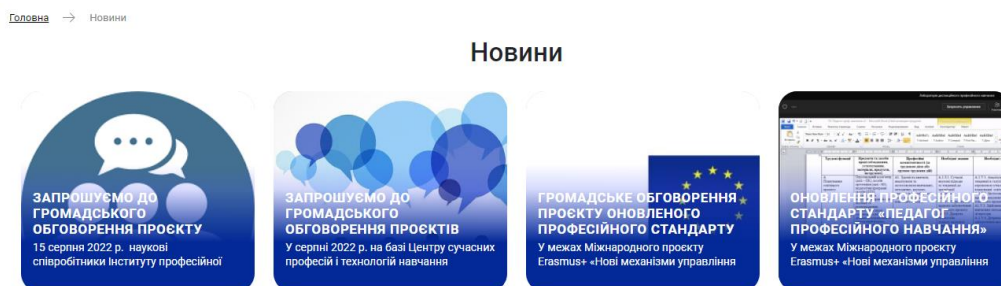 Головна → Новини
Новини
ЗАПРОШУЄМО ДО
ГРОМАДСЬКОГО
ОБГОВОРЕННЯ ПРОЄКТУ
15 серпня 2022 р. наукові
співробітники Інституту професійної
ЗАПРОШУЄМО ДО
ГРОМАДСЬКОГО
ОБГОВОРЕННЯ ПРОЄКТІВ
У серпні 2022 р. на базі Центру сучасних
професій і технологій навчання
ГРОМАДСЬКЕ ОБГОВОРЕННЯ
ПРОЄКТУ ОНОВЛЕНОГО
ПРОФЕСІЙНОГО СТАНДАРТУ
У межах Міжнародного проєкту
Erasmus+ «Нові механізми управління
ОНОВЛЕННЯ ПРОФЕСІЙНОГО
СТАНДАРТУ «ПЕДАГОГ
ПРОФЕСІЙНОГО НАВЧАННЯ»
У межах Міжнародного проєкту
Erasmus+ «Нові механізми управління